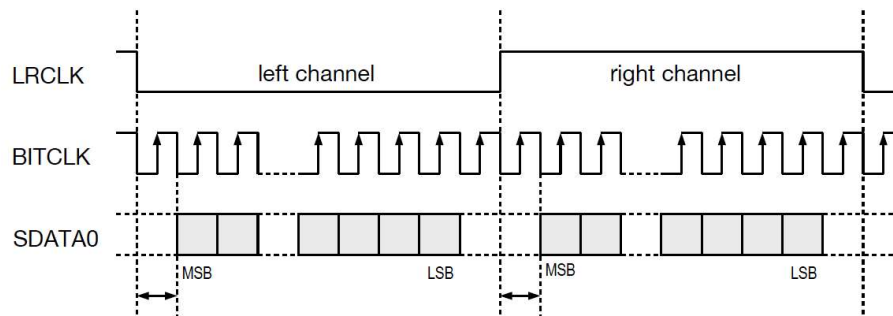 LRCLK left channel right channel
BITCLK
SDATA0
MSB LSB MSB LSB